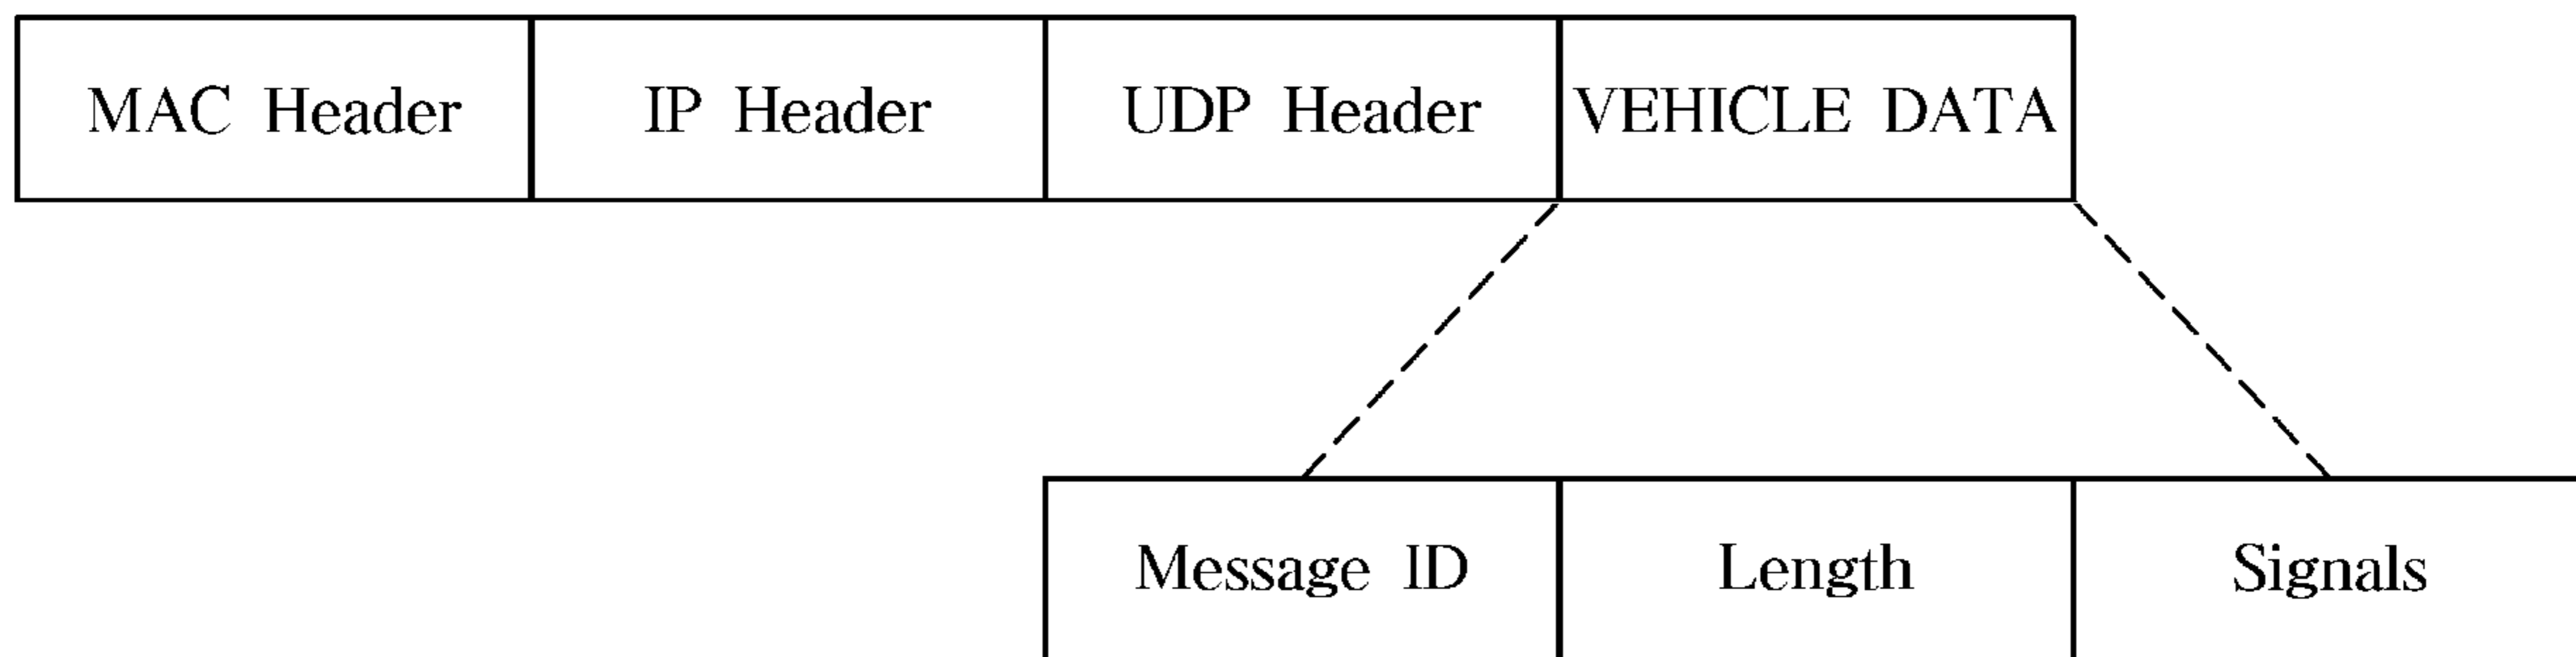 MAC Header IP Header UDP Header VEHICLE DATA
Message ID Length Signals